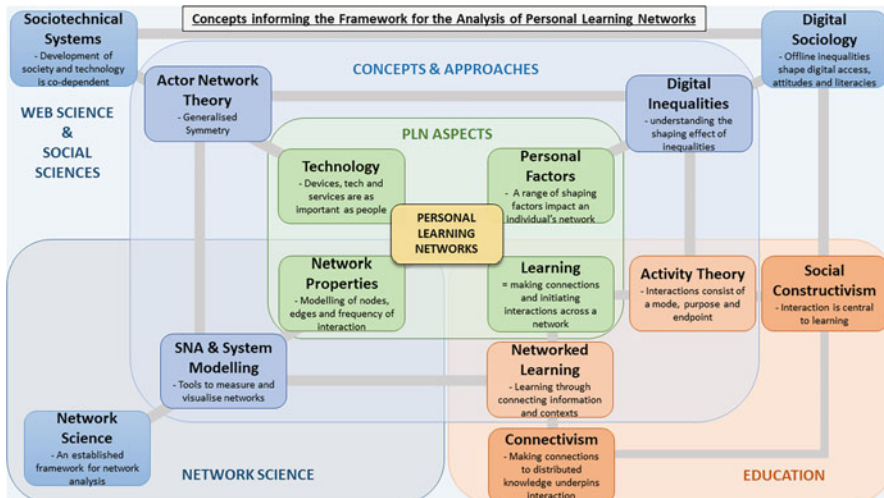 Concepts informing the Framework for the Analysis of Personal Learning Networks
Sociotechnical
Systems
- Development of
society and technology
is co-dependent
Digital
Sociology
- Offline inequalities
shape digital access,
attitudes and literacies
CONCEPTS & APPROACHES
Actor Network
Theory
- Generalised
Symmetry
Digital
Inequalities
- understanding the
shaping effect of
inequalities
WEB SCIENCE
&
SOCIAL
SCIENCES
PLN ASPECTS
Technology
- Devices, tech and
services are as
important as people
Personal
Factors
- A range of shaping
factors impact an
individual's network
PERSONAL
LEARNING
NETWORKS
Network
Properties
- Modelling of nodes,
edges and frequency of
interaction
Learning
= making connections
and initiating
interactions across a
network
Activity Theory
- Interactions consist of
a mode, purpose and
endpoint
Social
Constructivism
- Interaction is central
to learning
SNA & System
Modelling
- Tools to measure and
visualise networks
Networked
Learning
- Learning through
connecting information
and contexts
Network
Science
- An established
framework for network
analysis
Connectivism
- Making connections
to distributed
knowledge underpins
interaction
NETWORK SCIENCE
EDUCATION